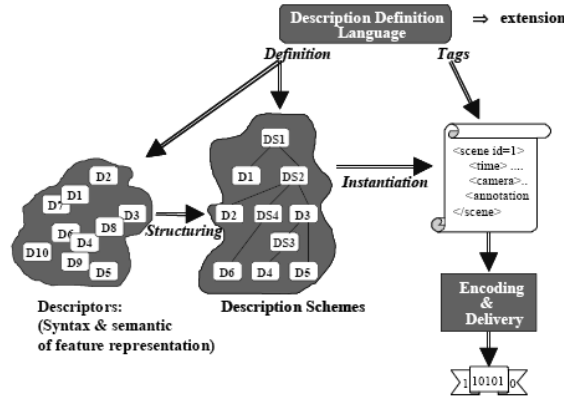 Description Definition
Language
⇒ extension
Definition
Tags
DS1
D1
DS2
D2
DS4
D3
DS3
D6
D4
D5
D2
D1
D7
D3
D8
D6
D4
D10
D9
D5
Structuring
Instantiation
<scene id=1>
<time> ....
<camera>..
<annotation
</scene>
Descriptors:
(Syntax & semantic
of feature representation)
Description Schemes
Encoding
&
Delivery
1 10101 0